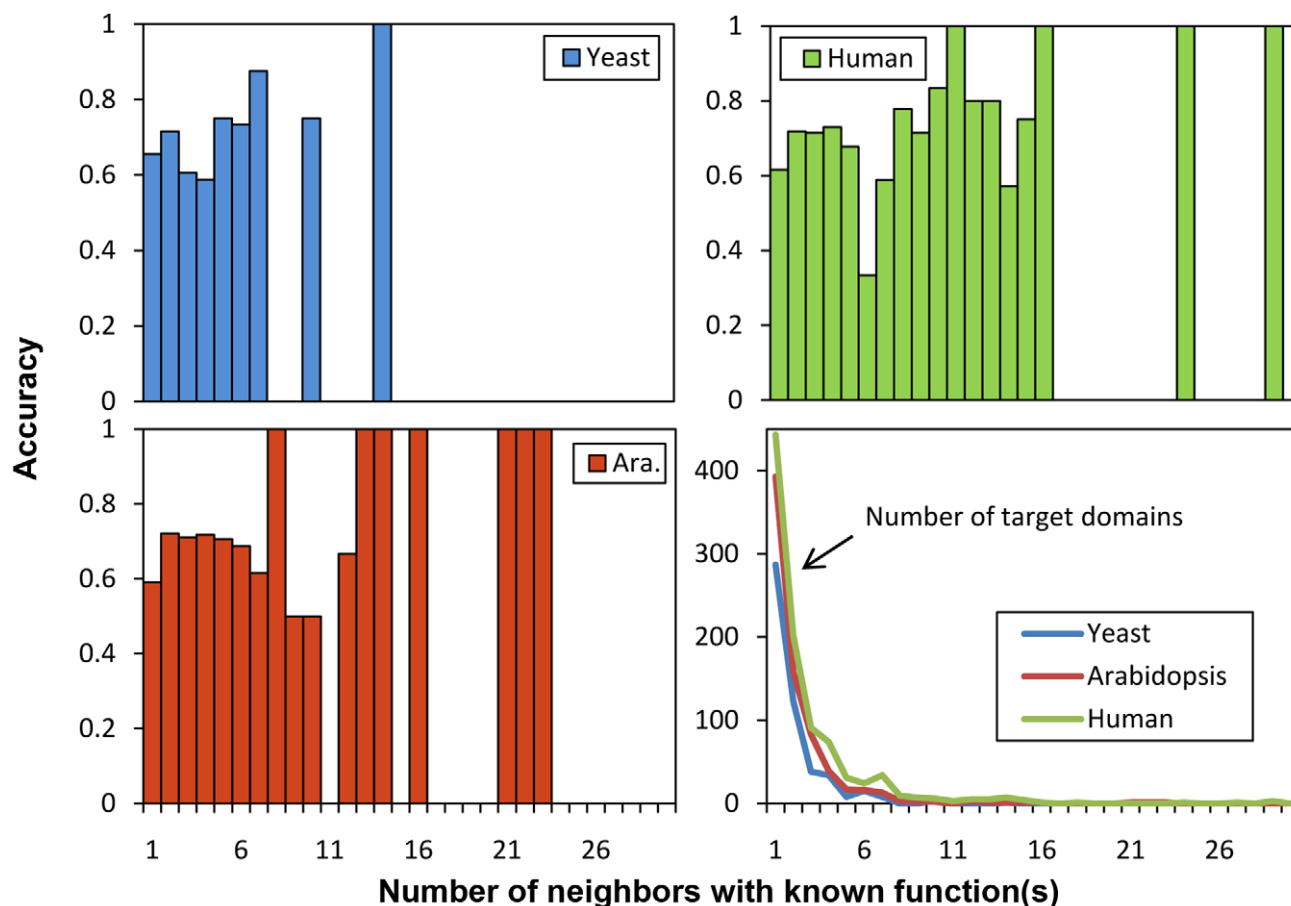 1
0.8
0.6
0.4
0.2
0
Yeast
1
0.8
0.6
0.4
0.2
0
Human
Accuracy
1
0.8
0.6
0.4
0.2
0
Ara.
1 6 11 16 21 26
400
300
200
100
0
Number of target domains
Yeast
Arabidopsis
Human
1 6 11 16 21 26
Number of neighbors with known function(s)